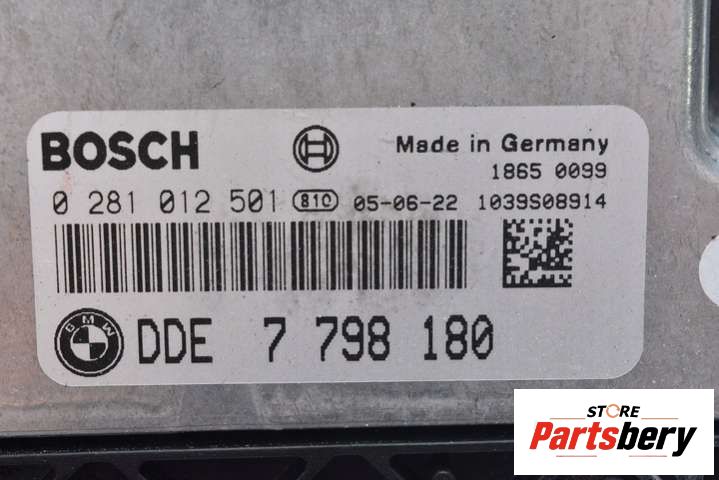 BOSCH
Made in Germany
1865 0099
0 281 012 501 810 05-06-22 1039S08914
BMW DDE 7 798 180
STORE
Partsbery